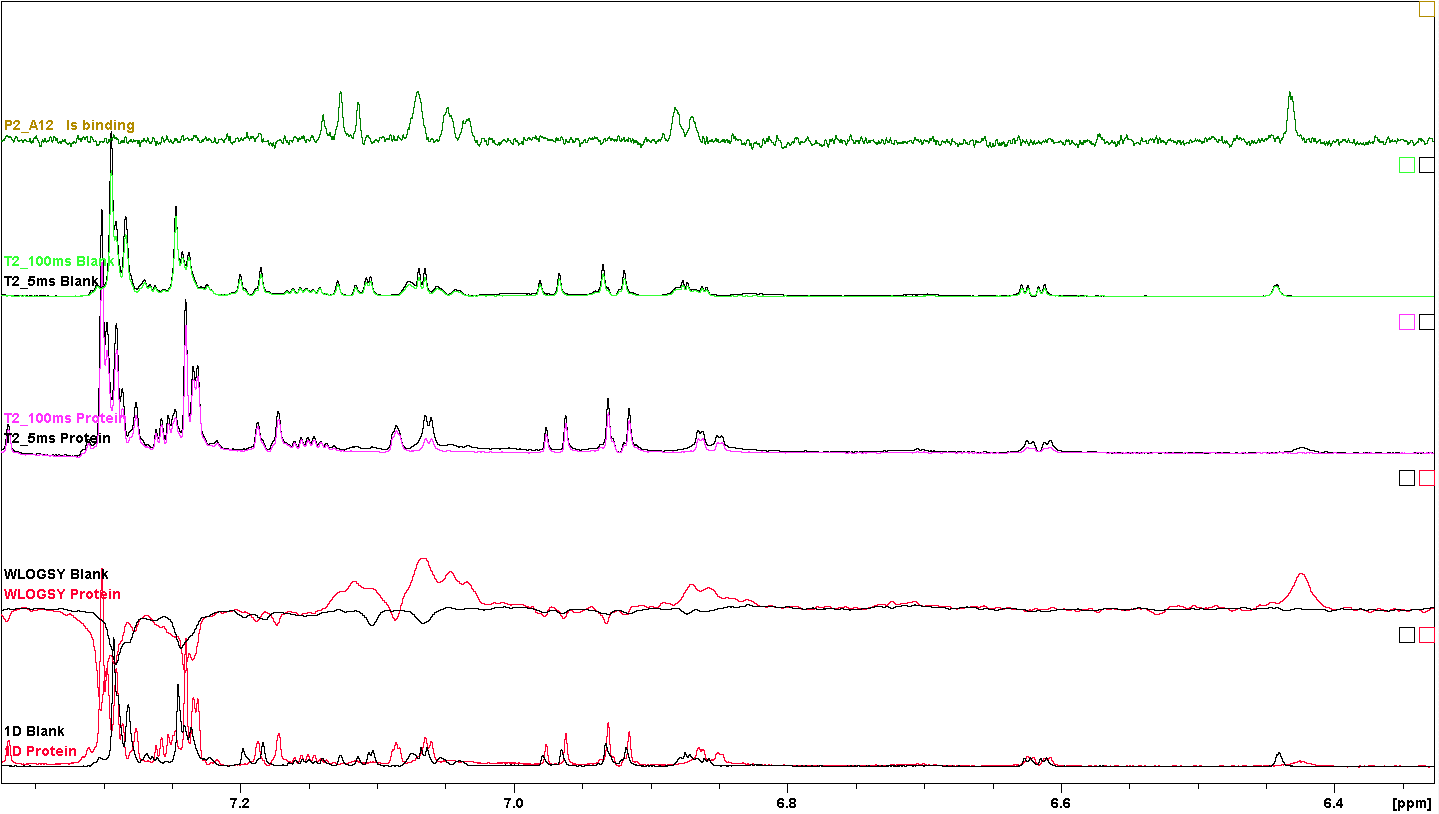 P2_A12 Is binding
T2_100ms Blank
T2_5ms Blank
T2_100ms Protein
T2_5ms Protein
WLOGSY Blank
WLOGSY Protein
1D Blank
1D Protein
7.2 7.0 6.8 6.6 6.4 [ppm]